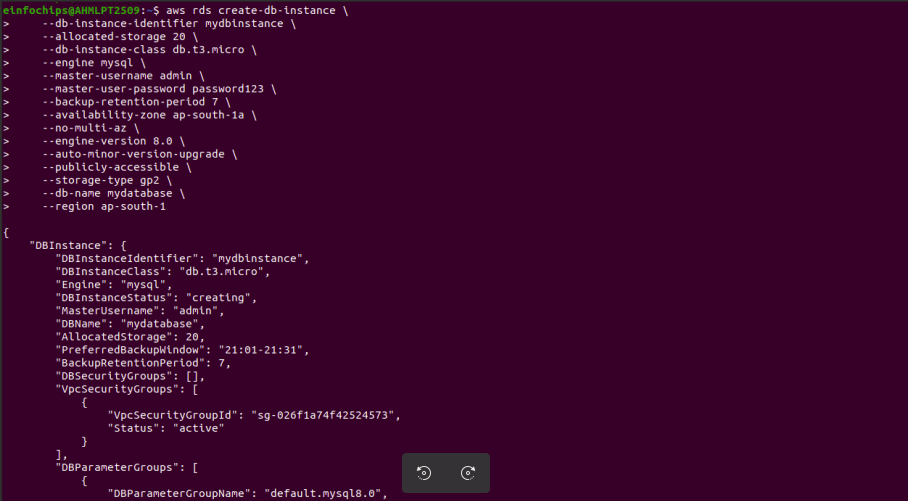 einfochips@AHMLPT2509:~$ aws rds create-db-instance \
>     --db-instance-identifier mydbinstance \
>     --allocated-storage 20 \
>     --db-instance-class db.t3.micro \
>     --engine mysql \
>     --master-username admin \
>     --master-user-password password123 \
>     --backup-retention-period 7 \
>     --availability-zone ap-south-1a \
>     --no-multi-az \
>     --engine-version 8.0 \
>     --auto-minor-version-upgrade \
>     --publicly-accessible \
>     --storage-type gp2 \
>     --db-name mydatabase \
>     --region ap-south-1
{
    "DBInstance": {
        "DBInstanceIdentifier": "mydbinstance",
        "DBInstanceClass": "db.t3.micro",
        "Engine": "mysql",
        "DBInstanceStatus": "creating",
        "MasterUsername": "admin",
        "DBName": "mydatabase",
        "AllocatedStorage": 20,
        "PreferredBackupWindow": "21:01-21:31",
        "BackupRetentionPeriod": 7,
        "DBSecurityGroups": [],
        "VpcSecurityGroups": [
            {
                "VpcSecurityGroupId": "sg-026f1a74f42524573",
                "Status": "active"
            }
        ],
        "DBParameterGroups": [
            {
                "DBParameterGroupName": "default.mysql8.0",